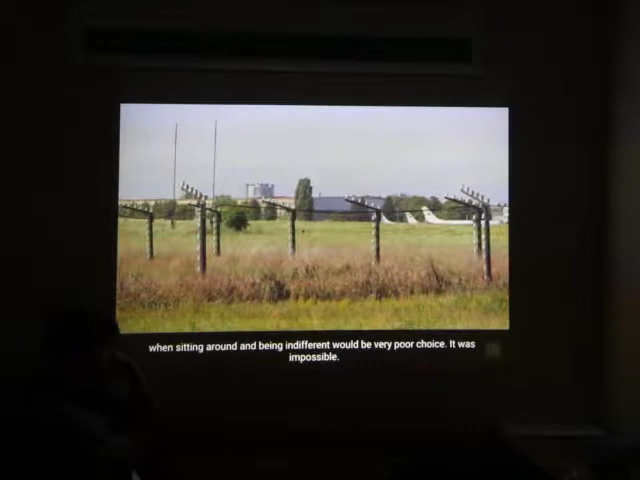 when sitting around and being indifferent would be very poor choice. It was
impossible.